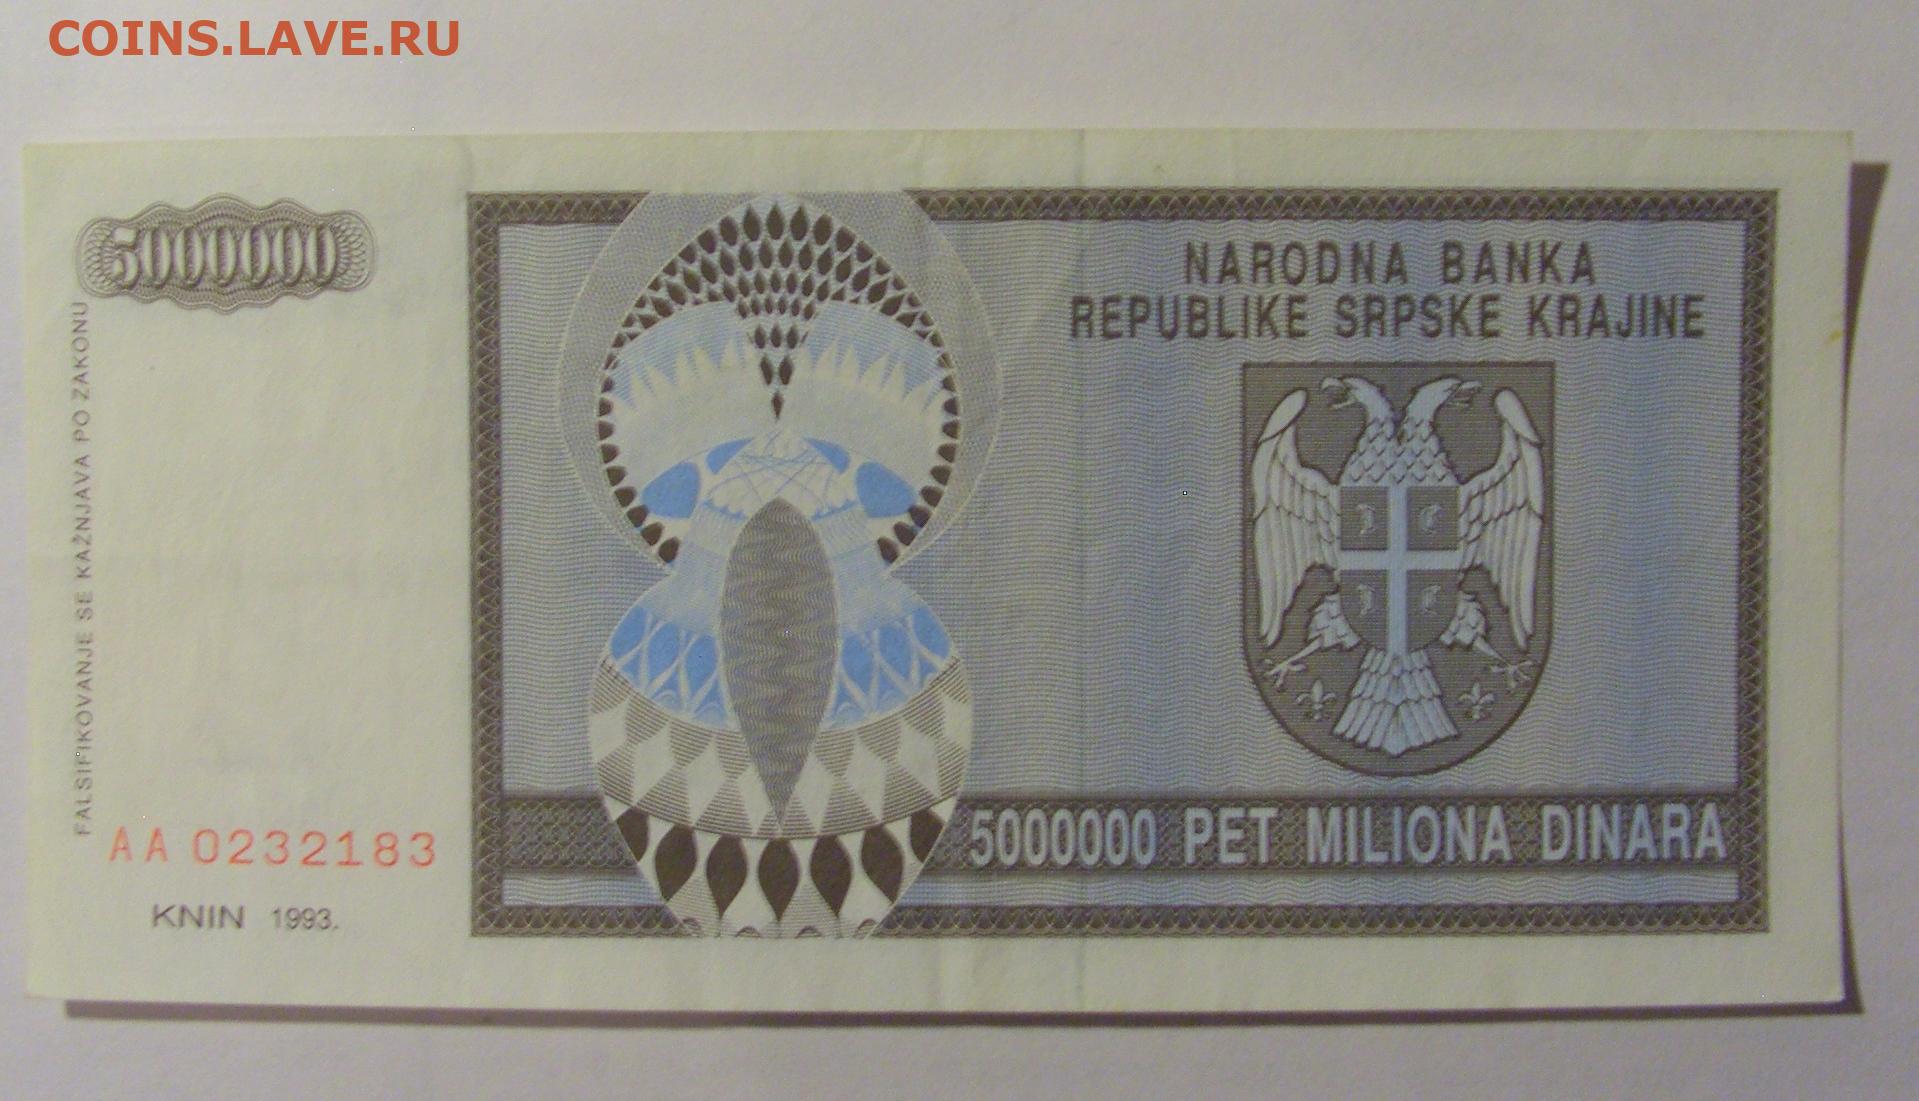 COINS.LAVE.RU
5000000
NARODNA BANKA
REPUBLIKE SRPSKE KRAJINE
FALSIFIKOVANJE SE KAŽNJAVA PO ZAKONU
5000000 PET MILIONA DINARA
AA 0232183
KNIN 1993.